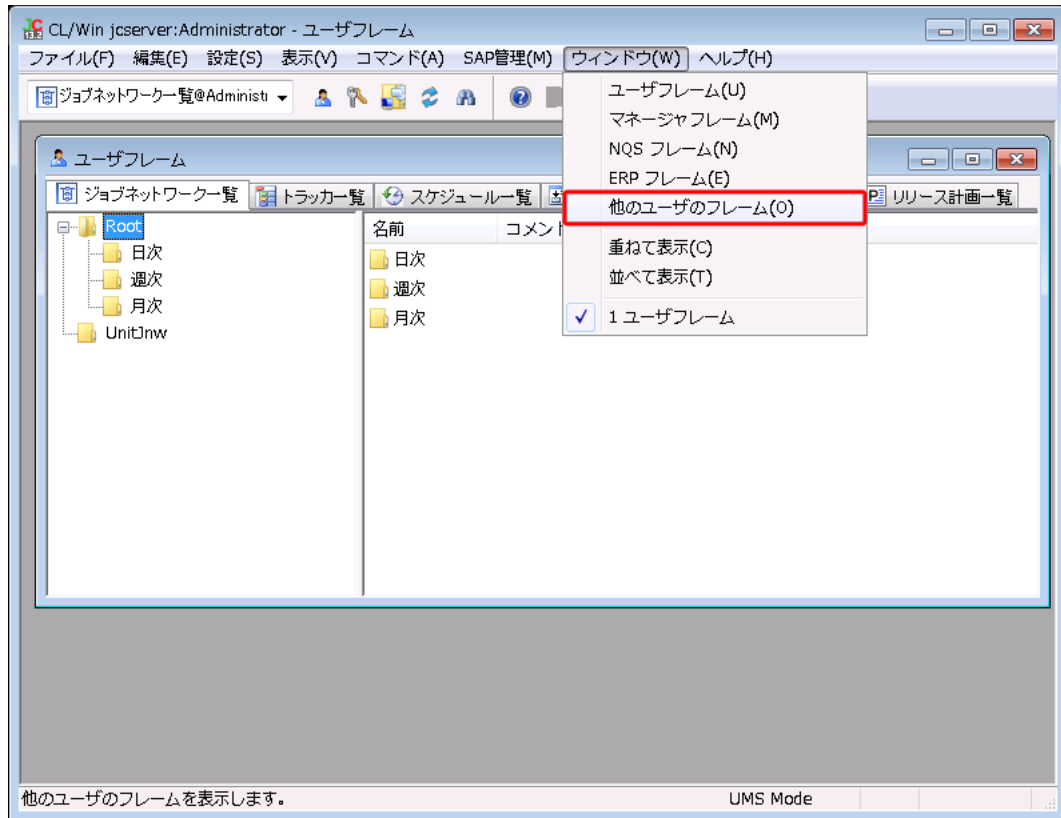 CL/Win jcserver:Administrator - ユーザフレーム
ファイル(F) 編集(E) 設定(S) 表示(V) コマンド(A) SAP管理(M) ウィンドウ(W) ヘルプ(H)
ジョブネットワーク一覧@Administ
ユーザフレーム(U)
マネージャフレーム(M)
NQS フレーム(N)
ERP フレーム(E)
他のユーザのフレーム(O)
重ねて表示(C)
並べて表示(T)
1 ユーザフレーム
ユーザフレーム
ジョブネットワーク一覧 トラッカ一覧 スケジュール一覧 リリース計画一覧
Root
日次
週次
月次
UnitJnw
名前 コメント
日次
週次
月次
他のユーザのフレームを表示します。 UMS Mode